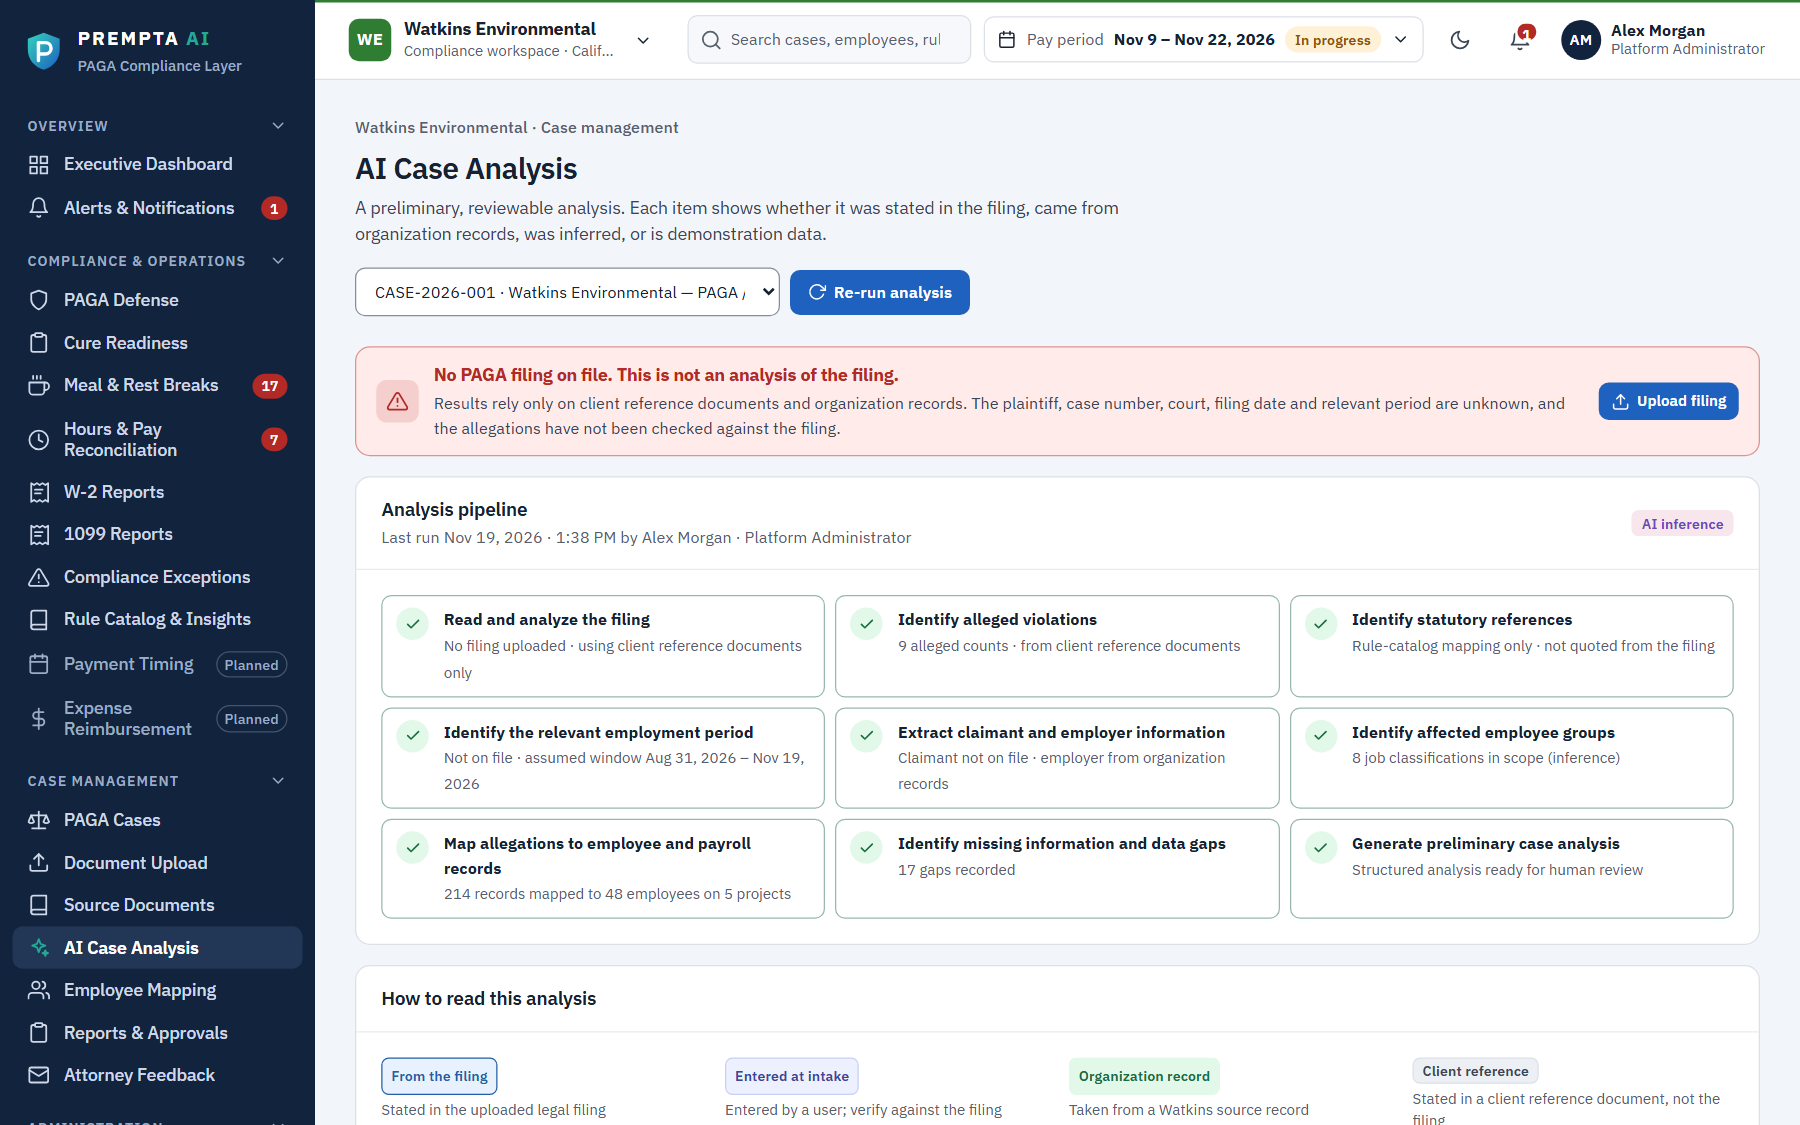 PREMPTA AI
PAGA Compliance Layer
OVERVIEW
Executive Dashboard
Alerts & Notifications 1
COMPLIANCE & OPERATIONS
PAGA Defense
Cure Readiness
Meal & Rest Breaks 17
Hours & Pay
Reconciliation 7
W-2 Reports
1099 Reports
Compliance Exceptions
Rule Catalog & Insights
Payment Timing Planned
Expense
Reimbursement Planned
CASE MANAGEMENT
PAGA Cases
Document Upload
Source Documents
AI Case Analysis
Employee Mapping
Reports & Approvals
Attorney Feedback
WE
Watkins Environmental
Compliance workspace · Calif...
Search cases, employees, rul
Pay period Nov 9 – Nov 22, 2026 In progress
1
AM
Alex Morgan
Platform Administrator
Watkins Environmental · Case management
AI Case Analysis
A preliminary, reviewable analysis. Each item shows whether it was stated in the filing, came from
organization records, was inferred, or is demonstration data.
CASE-2026-001 · Watkins Environmental — PAGA /
Re-run analysis
No PAGA filing on file. This is not an analysis of the filing.
Results rely only on client reference documents and organization records. The plaintiff, case number, court, filing date and relevant period are unknown, and
the allegations have not been checked against the filing.
Upload filing
Analysis pipeline
Last run Nov 19, 2026 · 1:38 PM by Alex Morgan · Platform Administrator
AI inference
Read and analyze the filing
No filing uploaded · using client reference documents
only
Identify alleged violations
9 alleged counts · from client reference documents
Identify statutory references
Rule-catalog mapping only · not quoted from the filing
Identify the relevant employment period
Not on file · assumed window Aug 31, 2026 – Nov 19,
2026
Extract claimant and employer information
Claimant not on file · employer from organization
records
Identify affected employee groups
8 job classifications in scope (inference)
Map allegations to employee and payroll
records
214 records mapped to 48 employees on 5 projects
Identify missing information and data gaps
17 gaps recorded
Generate preliminary case analysis
Structured analysis ready for human review
How to read this analysis
From the filing
Stated in the uploaded legal filing
Entered at intake
Entered by a user; verify against the filing
Organization record
Taken from a Watkins source record
Client reference
Stated in a client reference document, not the
filing